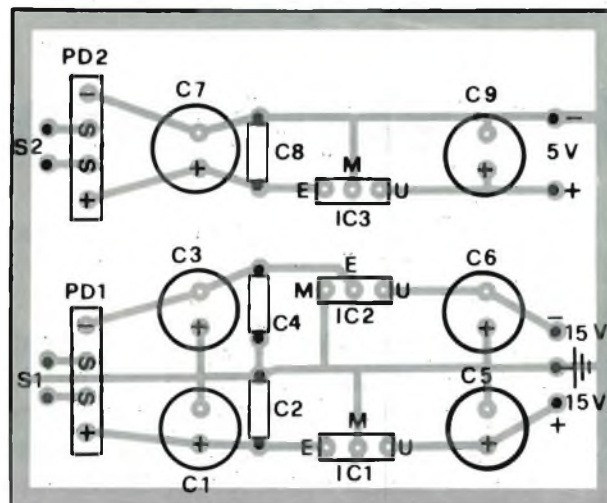 PD2
C7
C9
−
S
S2
S
+
+
+
C8
M
E
U
IC3
−
5 V
+
C3
E
C6
PD1
M
U
−
+
C4
IC2
+
−
15 V
S
S1
S
C2
M
C5
15 V
+
+
E
U
+
+
C1
IC1